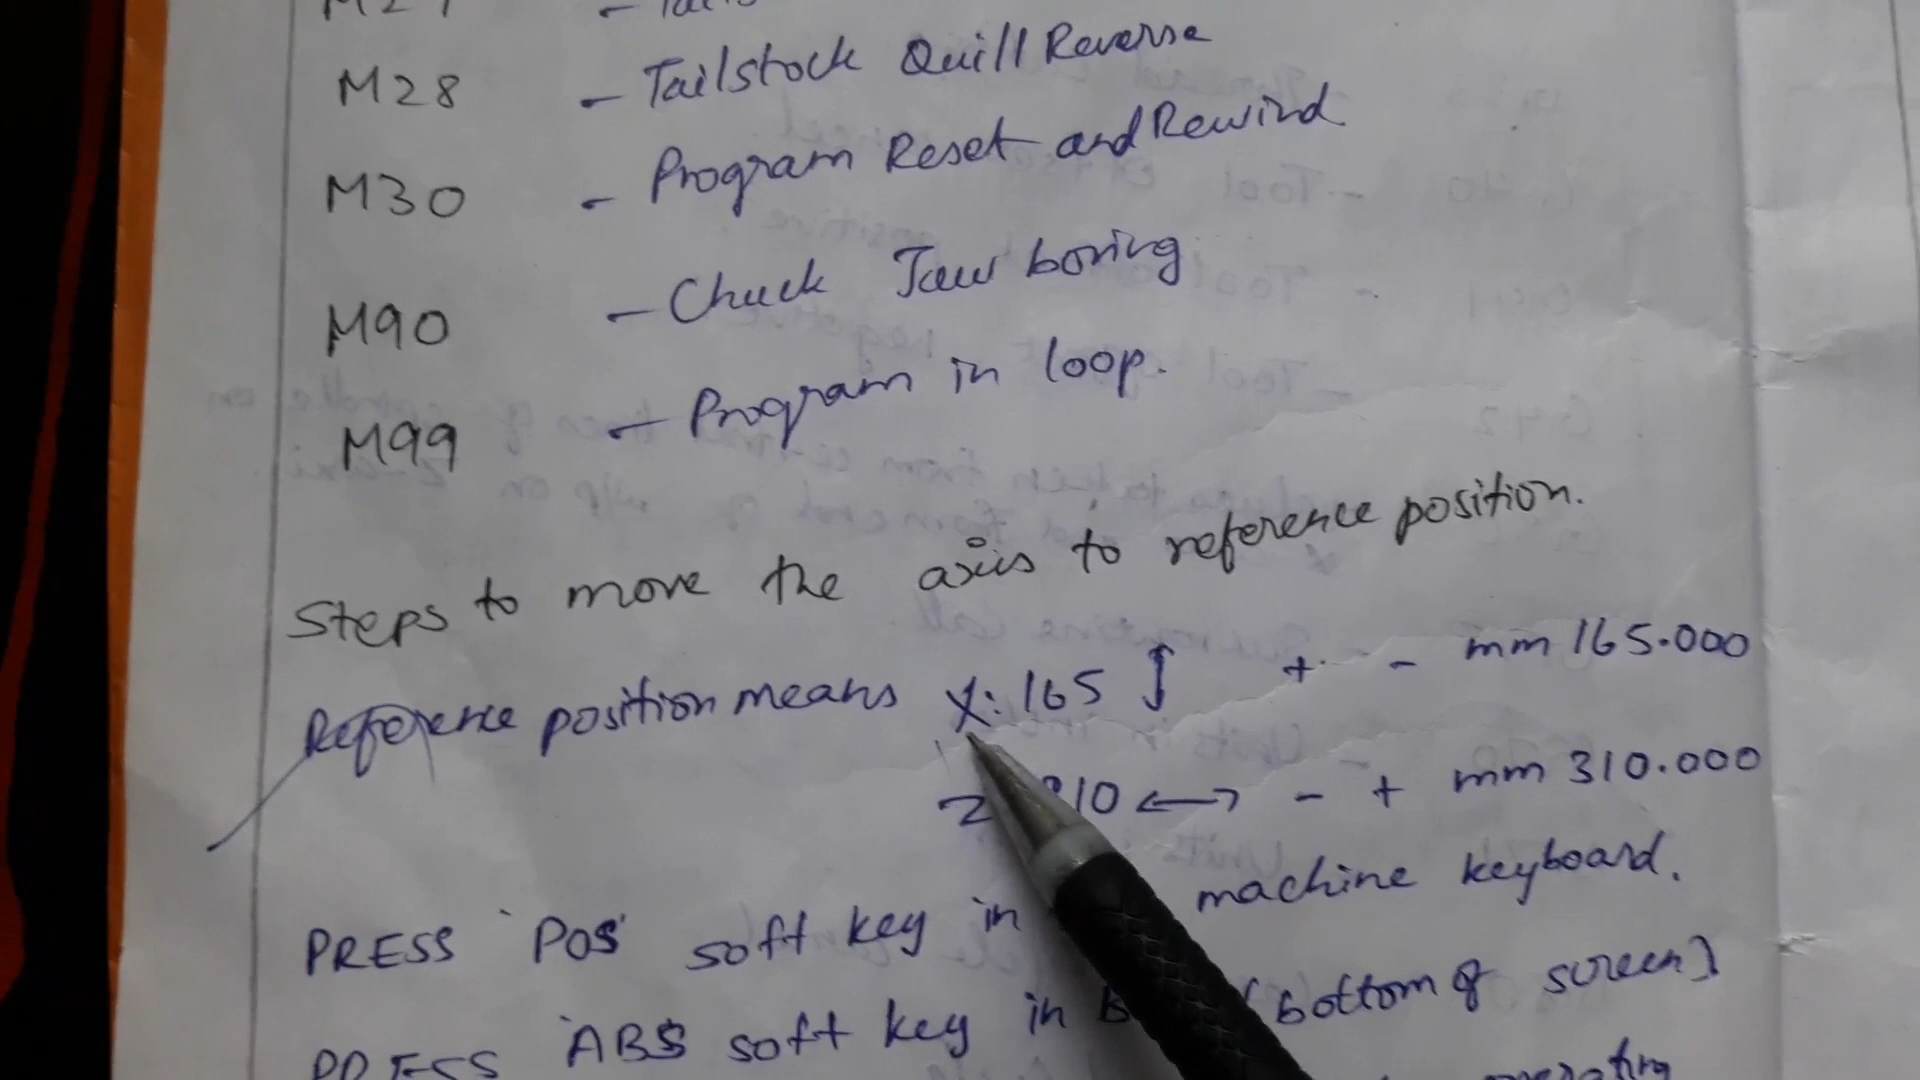 M28 - Tailstock Quill Reverse
M30 - Program Reset and Rewind
M90 - Chuck Jaw boring
M99 - Program in loop.
Steps to move the axis to reference position.
Reference position means X: 165 ↕ + - mm 165.000
Z 310 ↔ - + mm 310.000
PRESS 'POS' soft key in machine keyboard.
PRESS 'ABS soft key in (bottom of screen)